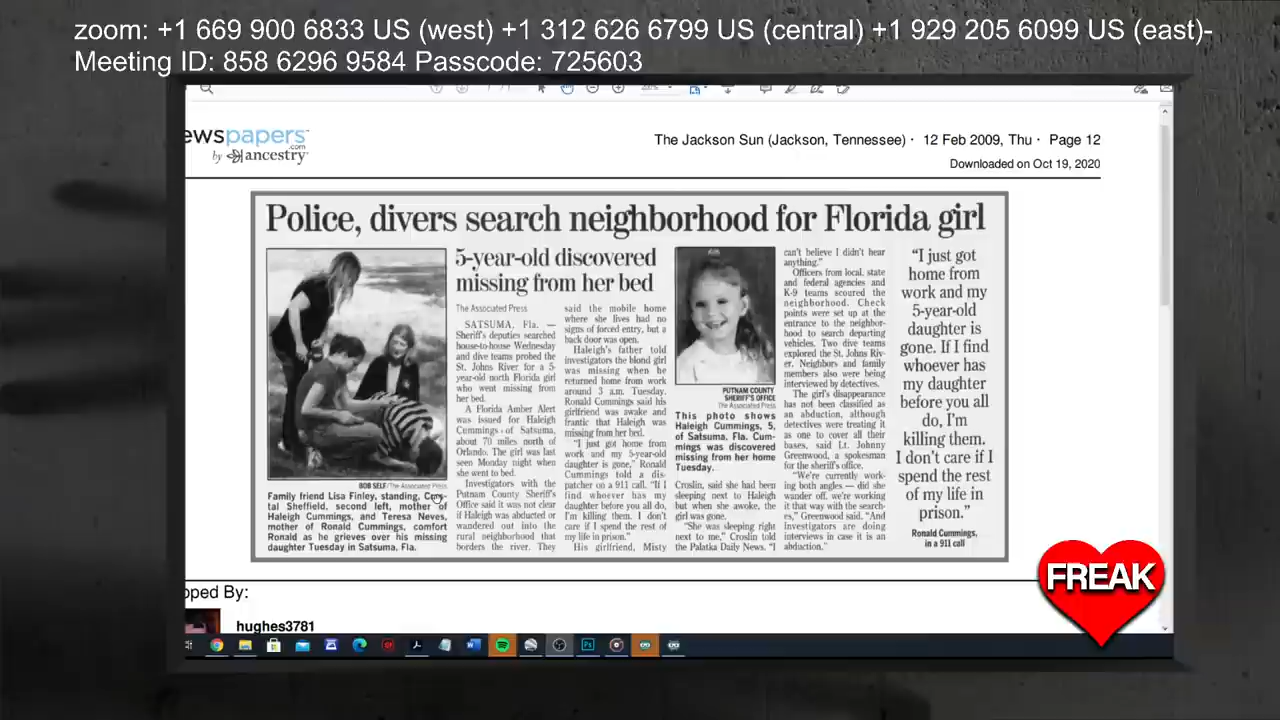 zoom: +1 669 900 6833 US (west) +1 312 626 6799 US (central) +1 929 205 6099 US (east)-
Meeting ID: 858 6296 9584 Passcode: 725603
ewspapers
.com
by ancestry
The Jackson Sun (Jackson, Tennessee) · 12 Feb 2009, Thu · Page 12
Downloaded on Oct 19, 2020
Police, divers search neighborhood for Florida girl
BOB SELF/The Associated Press
Family friend Lisa Finley, standing,
tal Sheffield, second left, mother of
Haleigh Cummings, and Teresa Neves,
mother of Ronald Cummings, comfort
Ronald as he grieves over his missing
daughter Tuesday in Satsuma, Fla.
5-year-old discovered
missing from her bed
The Associated Press
SATSUMA, Fla. —
Sheriff's deputies searched
house-to-house Wednesday
and dive teams probed the
St. Johns River for a 5-
year-old north Florida girl
who went missing from
her bed.
A Florida Amber Alert
was issued for Haleigh
Cummings of Satsuma,
about 70 miles north of
Orlando. The girl was last
seen Monday night when
she went to bed.
Investigators with the
Putnam County Sheriff's
Office said it was not clear
if Haleigh was abducted or
wandered out into the
rural neighborhood that
borders the river. They
said the mobile home
where she lives had no
signs of forced entry, but a
back door was open.
Haleigh's father told
investigators the blond girl
was missing when he
returned home from work
around 3 a.m. Tuesday.
Ronald Cummings said his
girlfriend was awake and
frantic that Haleigh was
missing from her bed.
"I just got home from
work and my 5-year-old
daughter is gone," Ronald
Cummings told a dis-
patcher on a 911 call. "If I
find whoever has my
daughter before you all do,
I'm killing them. I don't
care if I spend the rest of
my life in prison."
His girlfriend, Misty
PUTNAM COUNTY
SHERIFF'S OFFICE
The Associated Press
This photo shows
Haleigh Cummings, 5,
of Satsuma, Fla. Cum-
mings was discovered
missing from her home
Tuesday.
Croslin, said she had been
sleeping next to Haleigh
but when she awoke, the
girl was gone.
"She was sleeping right
next to me," Croslin told
the Palatka Daily News. "I
can't believe I didn't hear
anything."
Officers from local, state
and federal agencies and
K-9 teams scoured the
neighborhood. Check
points were set up at the
entrance to the neighbor-
hood to search departing
vehicles. Two dive teams
explored the St. Johns Riv-
er. Neighbors and family
members also were being
interviewed by detectives.
The girl's disappearance
has not been classified as
an abduction, although
detectives were treating it
as one to cover all their
bases, said Lt. Johnny
Greenwood, a spokesman
for the sheriff's office.
"We're currently work-
ing both angles — did she
wander off, we're working
it that way with the search-
es," Greenwood said. "And
investigators are doing
interviews in case it is an
abduction."
"I just got
home from
work and my
5-year-old
daughter is
gone. If I find
whoever has
my daughter
before you all
do, I'm
killing them.
I don't care if I
spend the rest
of my life in
prison."
Ronald Cummings,
in a 911 call
FREAK
pped By:
hughes3781